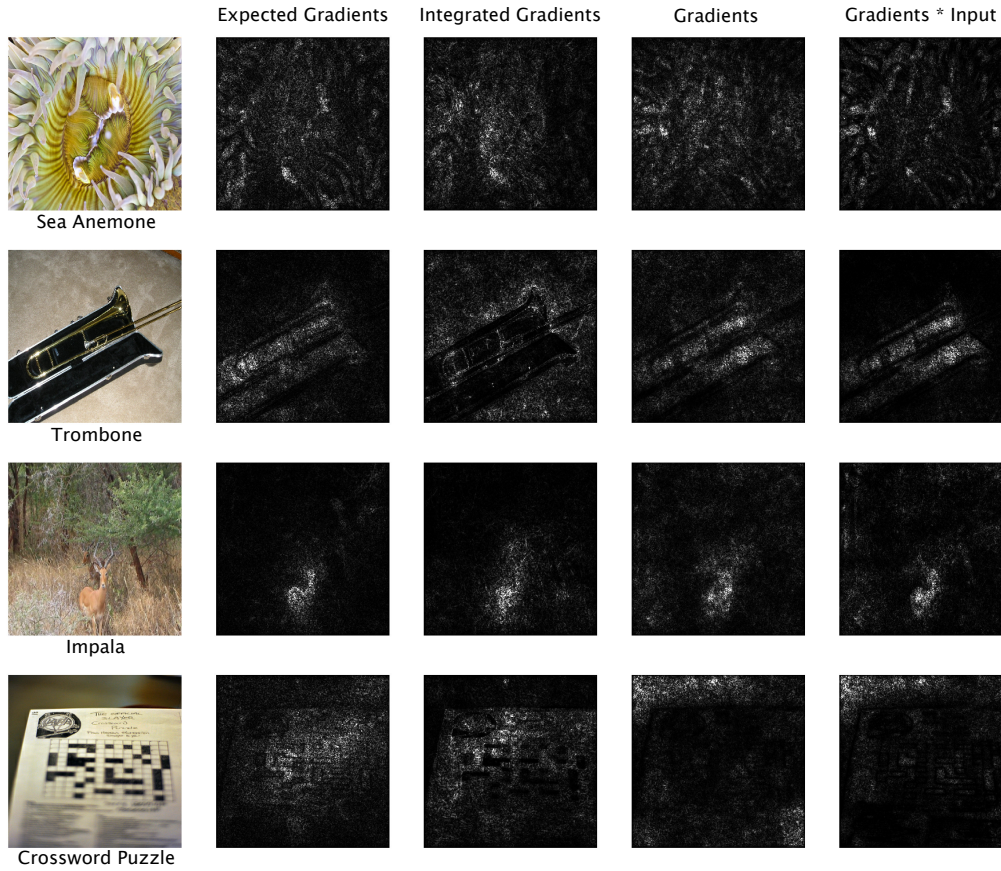 Expected Gradients
Integrated Gradients
Gradients
Gradients * Input
Sea Anemone
Trombone
Impala
Crossword Puzzle